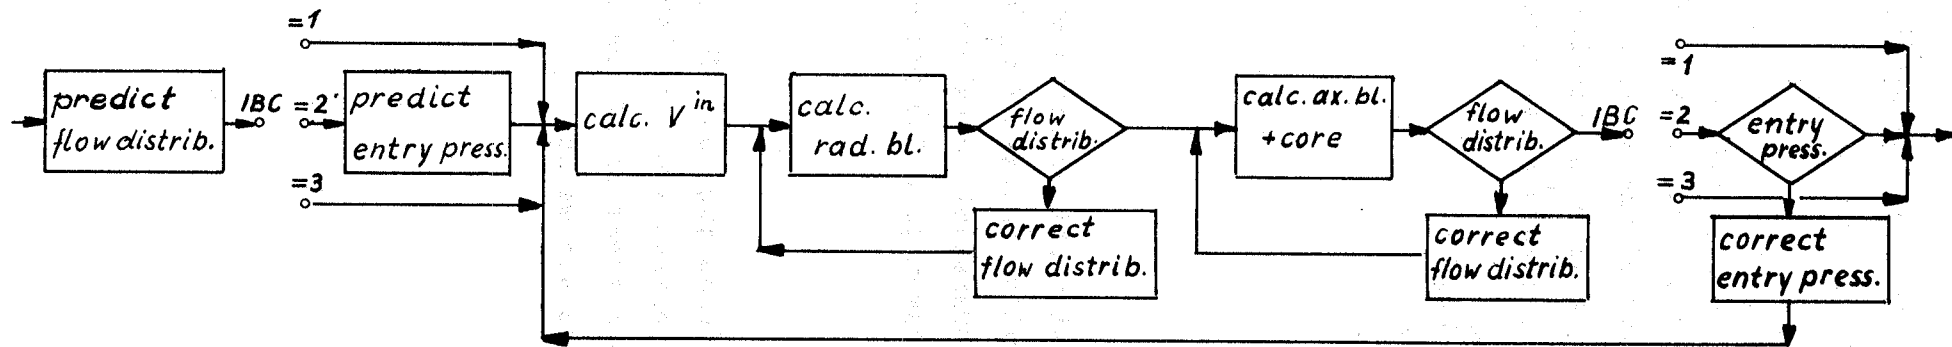 predict
flow distrib.
IBC
=1
=2
=3
predict
entry press.
calc. V in
calc.
rad. bl.
flow
distrib.
correct
flow distrib.
calc. ax. bl.
+core
flow
distrib.
correct
flow distrib.
IBC
=1
=2
=3
entry
press.
correct
entry press.